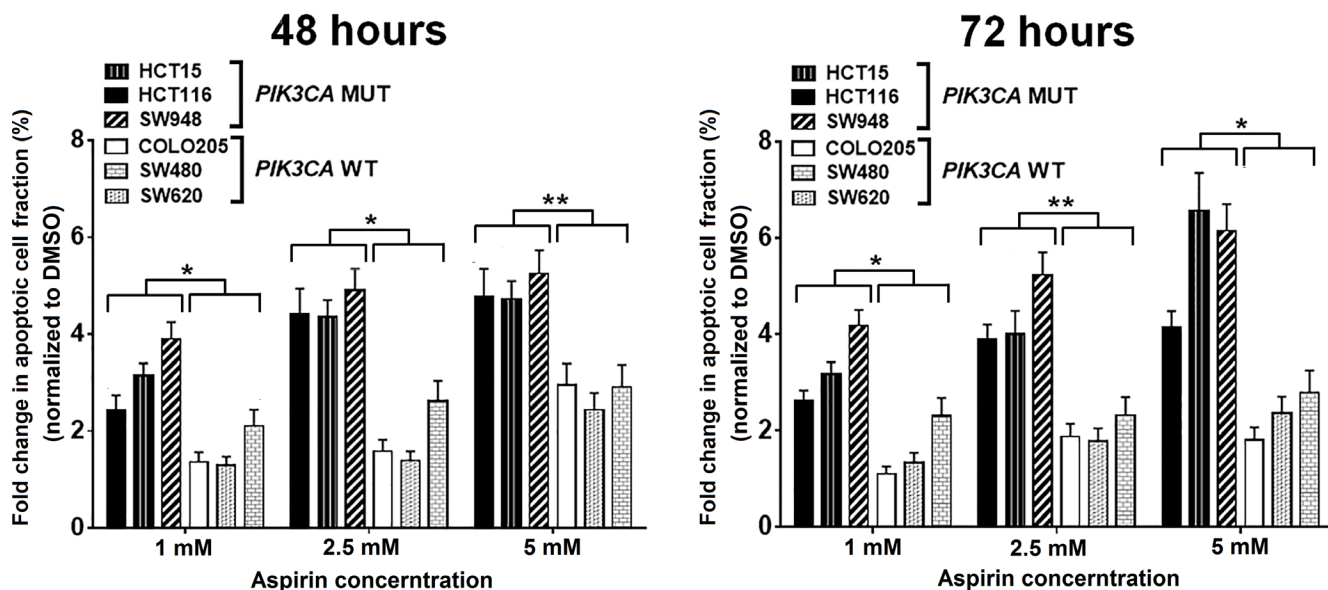 48 hours
HCT15
HCT116
SW948
PIK3CA MUT
COLO205
SW480
SW620
PIK3CA WT
Fold change in apoptoic cell fraction (%)
(normalized to DMSO)
8
6
4
2
0
*
*
**
1 mM
2.5 mM
5 mM
Aspirin concerntration
72 hours
HCT15
HCT116
SW948
PIK3CA MUT
COLO205
SW480
SW620
PIK3CA WT
Fold change in apoptoic cell fraction (%)
(normalized to DMSO)
8
6
4
2
0
*
**
*
1 mM
2.5 mM
5 mM
Aspirin concerntration